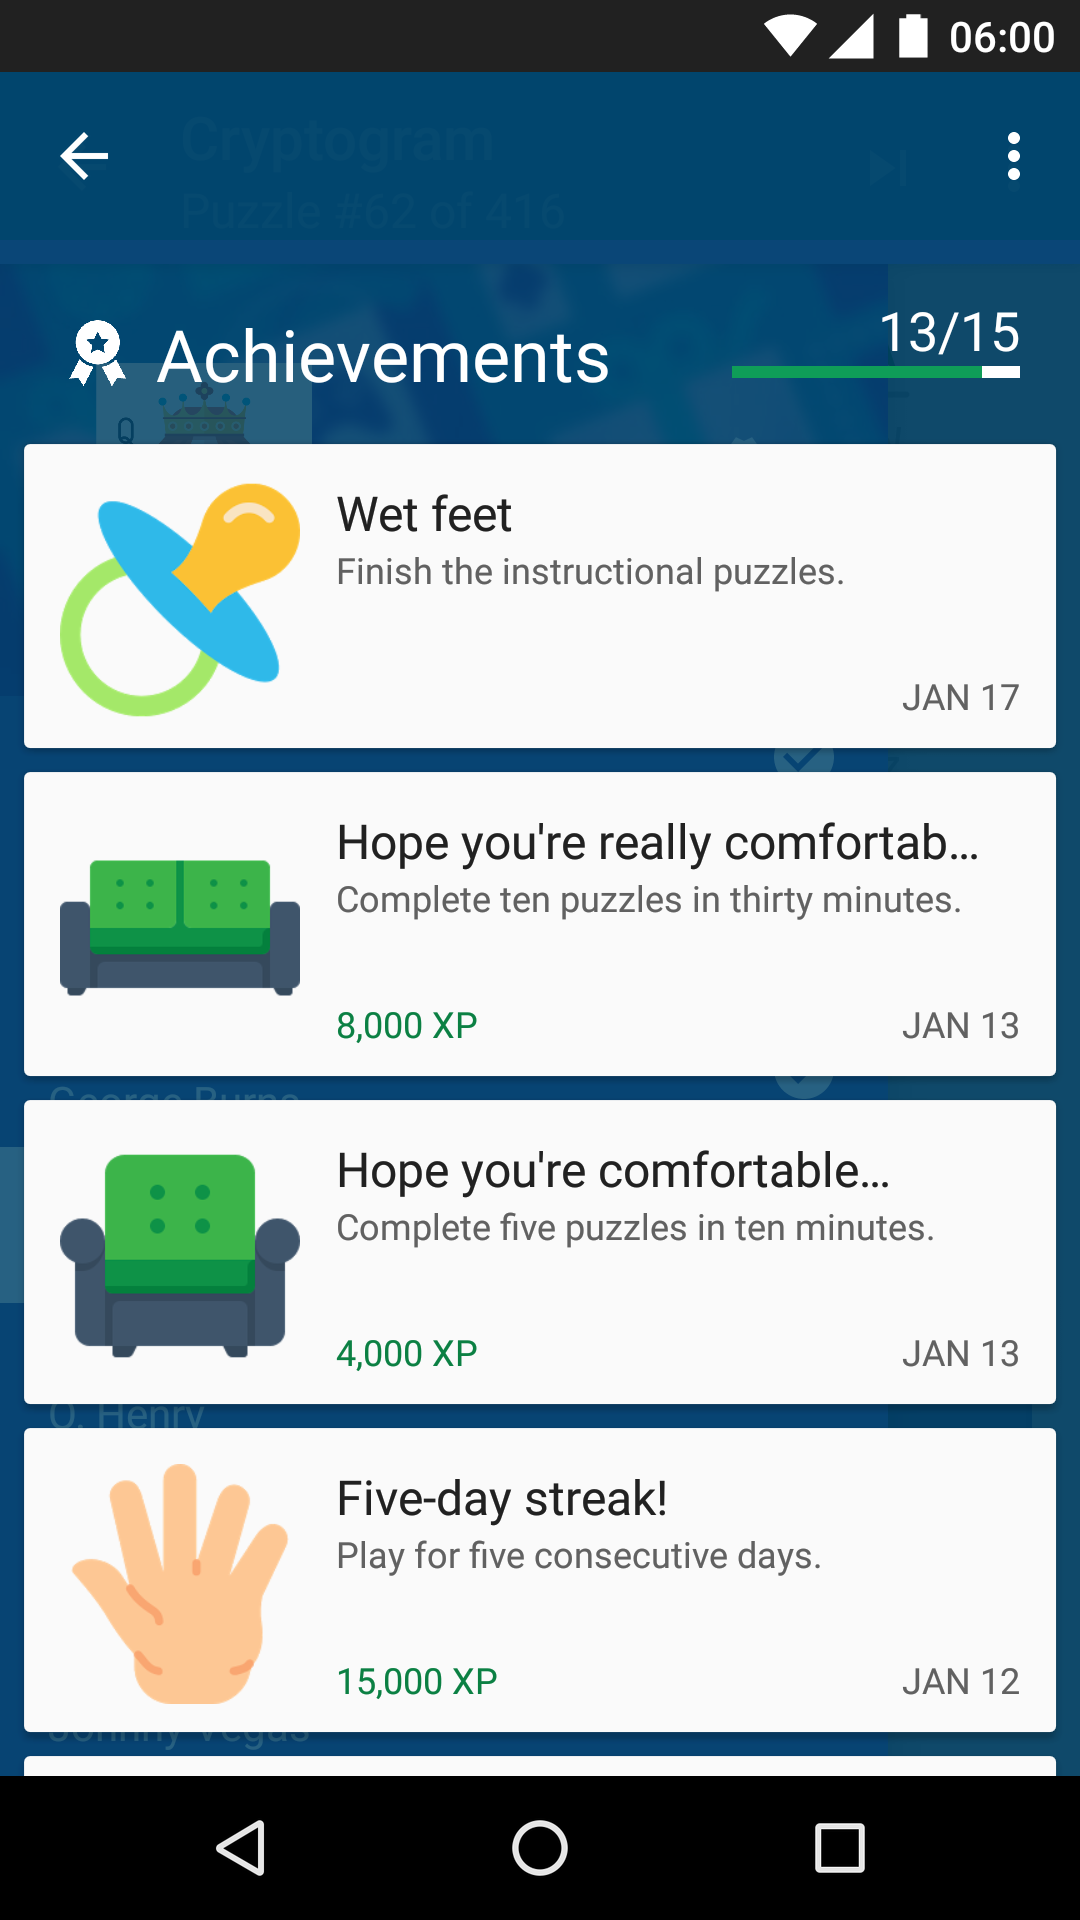 06:00
Cryptogram
Puzzle #62 of 416
Achievements
13/15
Q
Wet feet
Finish the instructional puzzles.
JAN 17
Hope you're really comfortab...
Complete ten puzzles in thirty minutes.
8,000 XP
JAN 13
George Burns
Hope you're comfortable...
Complete five puzzles in ten minutes.
4,000 XP
JAN 13
O. Henry
Five-day streak!
Play for five consecutive days.
15,000 XP
JAN 12
Johnny Vegas